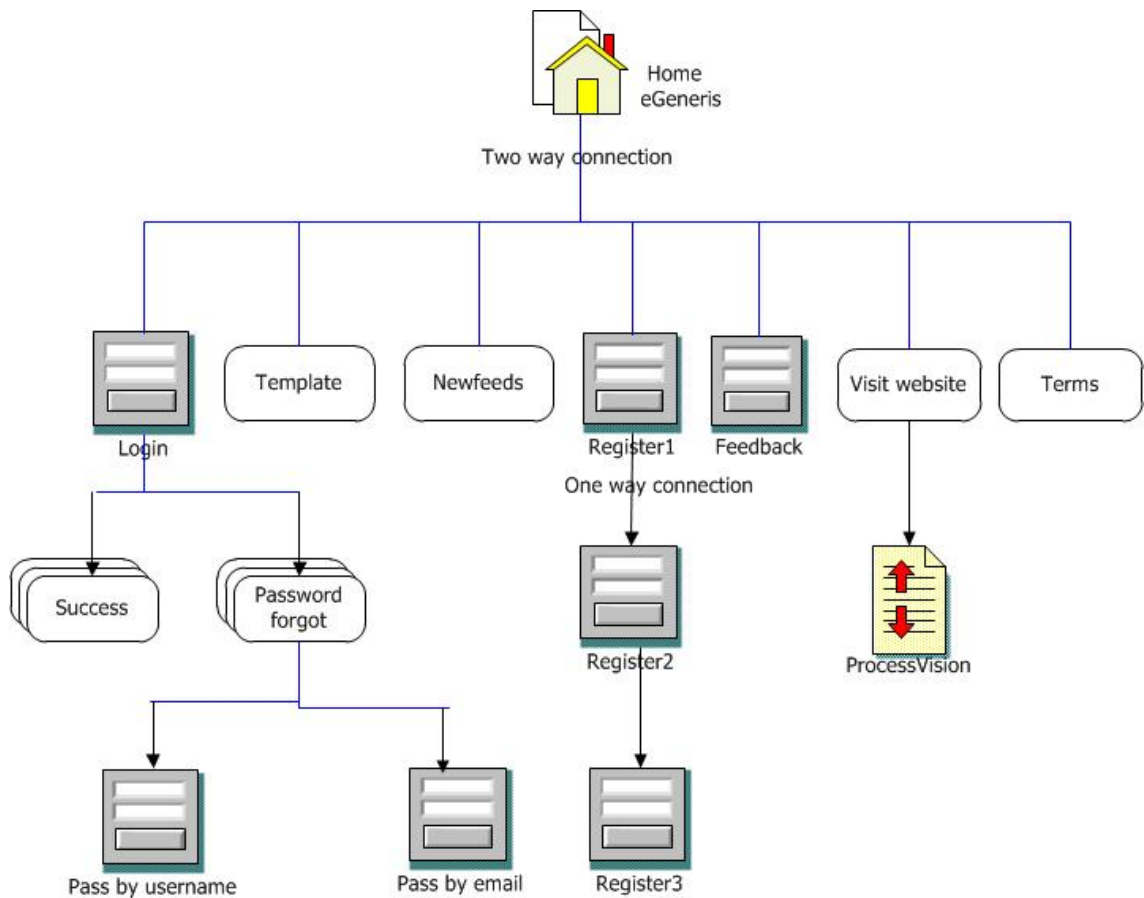 Home
eGeneris
Two way connection
Template
Newfeeds
Visit website
Terms
Login
Register1
Feedback
One way connection
Success
Password
forgot
Register2
ProcessVision
Pass by username
Pass by email
Register3